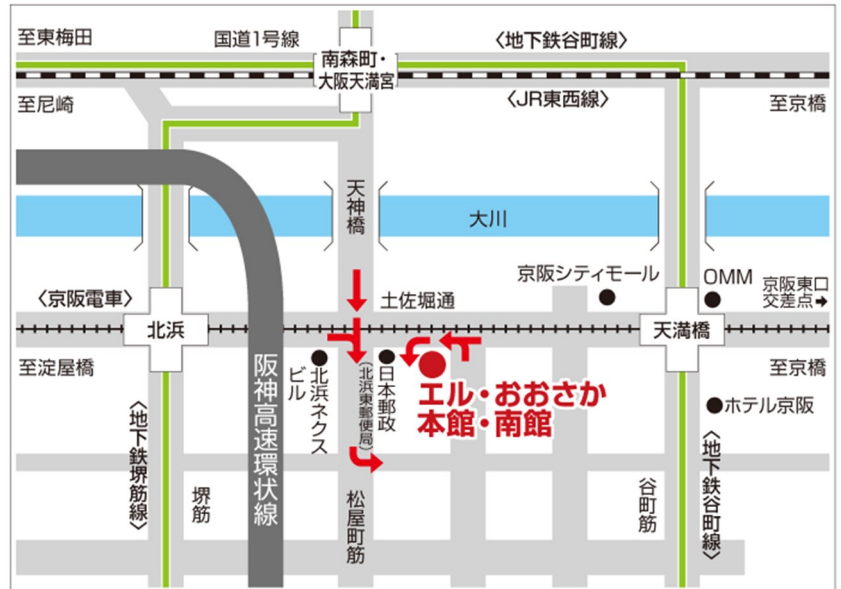 至東梅田
国道1号線
〈地下鉄谷町線〉
南森町・
大阪天満宮
至尼崎
〈JR東西線〉
至京橋
天神橋
大川
京阪シティモール
OMM
京阪東口
交差点➡
〈京阪電車〉
土佐堀通
北浜
天満橋
至淀屋橋
至京橋
阪神高速環状線
北浜ネクス
ビル
日本郵政
(北浜東郵便局)
エル・おおさか
本館・南館
ホテル京阪
〈地下鉄堺筋線〉
堺筋
松屋町筋
谷町筋
〈地下鉄谷町線〉